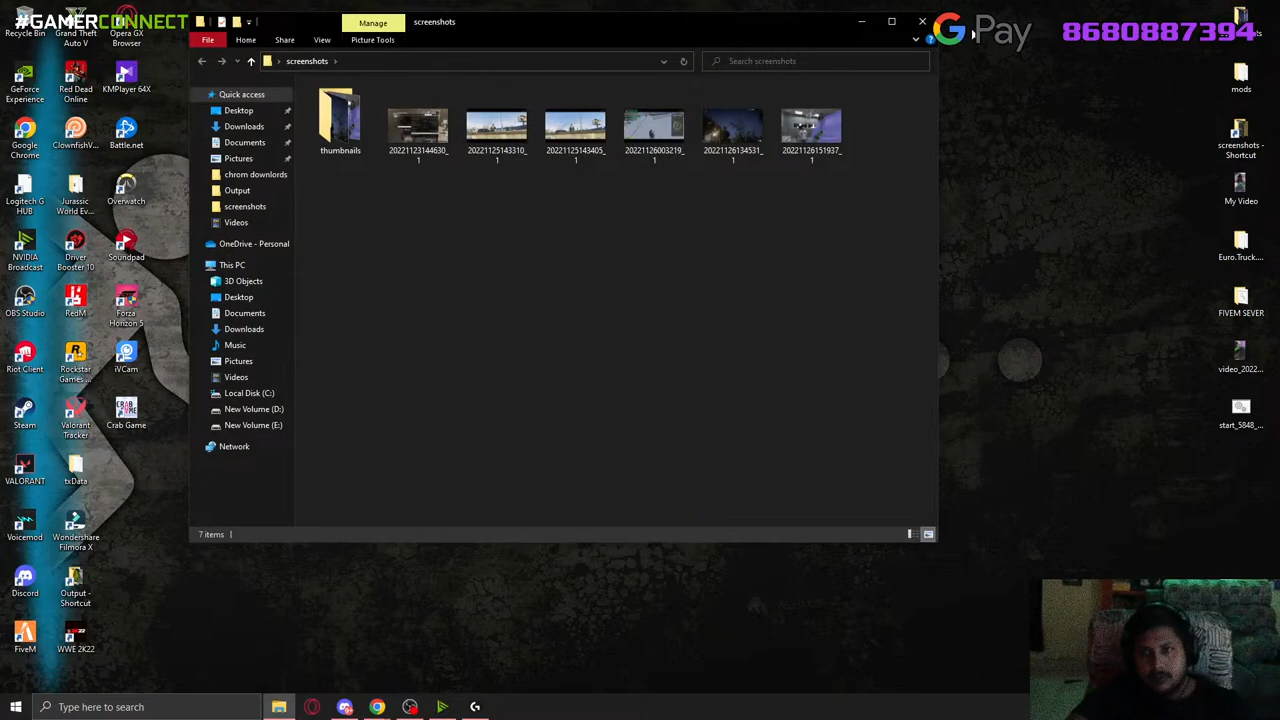 #GAMERCONNECT
Recycle Bin
Grand Theft Auto V
Opera GX Browser
GeForce Experience
Red Dead Online
KMPlayer 64X
Google Chrome
ClownfishV...
Battle.net
Logitech G HUB
Jurassic World Ev...
Overwatch
NVIDIA Broadcast
Driver Booster 10
Soundpad
OBS Studio
RedM
Forza Horizon 5
Riot Client
Rockstar Games ...
iVCam
Steam
Valorant Tracker
Crab Game
VALORANT
txData
Voicemod
Wondershare Filmora X
Discord
Output - Shortcut
FiveM
WWE 2K22
Manage
screenshots
File
Home
Share
View
Picture Tools
screenshots
Search screenshots
Quick access
Desktop
Downloads
Documents
Pictures
chrom downlords
Output
screenshots
Videos
OneDrive - Personal
This PC
3D Objects
Desktop
Documents
Downloads
Music
Pictures
Videos
Local Disk (C:)
New Volume (D:)
New Volume (E:)
Network
thumbnails
20221123144630_1
20221125143310_1
20221125143405_1
20221126003219_1
20221126134531_1
20221126151937_1
7 items
G Pay
8680887394
mods
screenshots - Shortcut
My Video
Euro.Truck....
FIVEM SEVER
video_2022...
start_5848_...
Type here to search